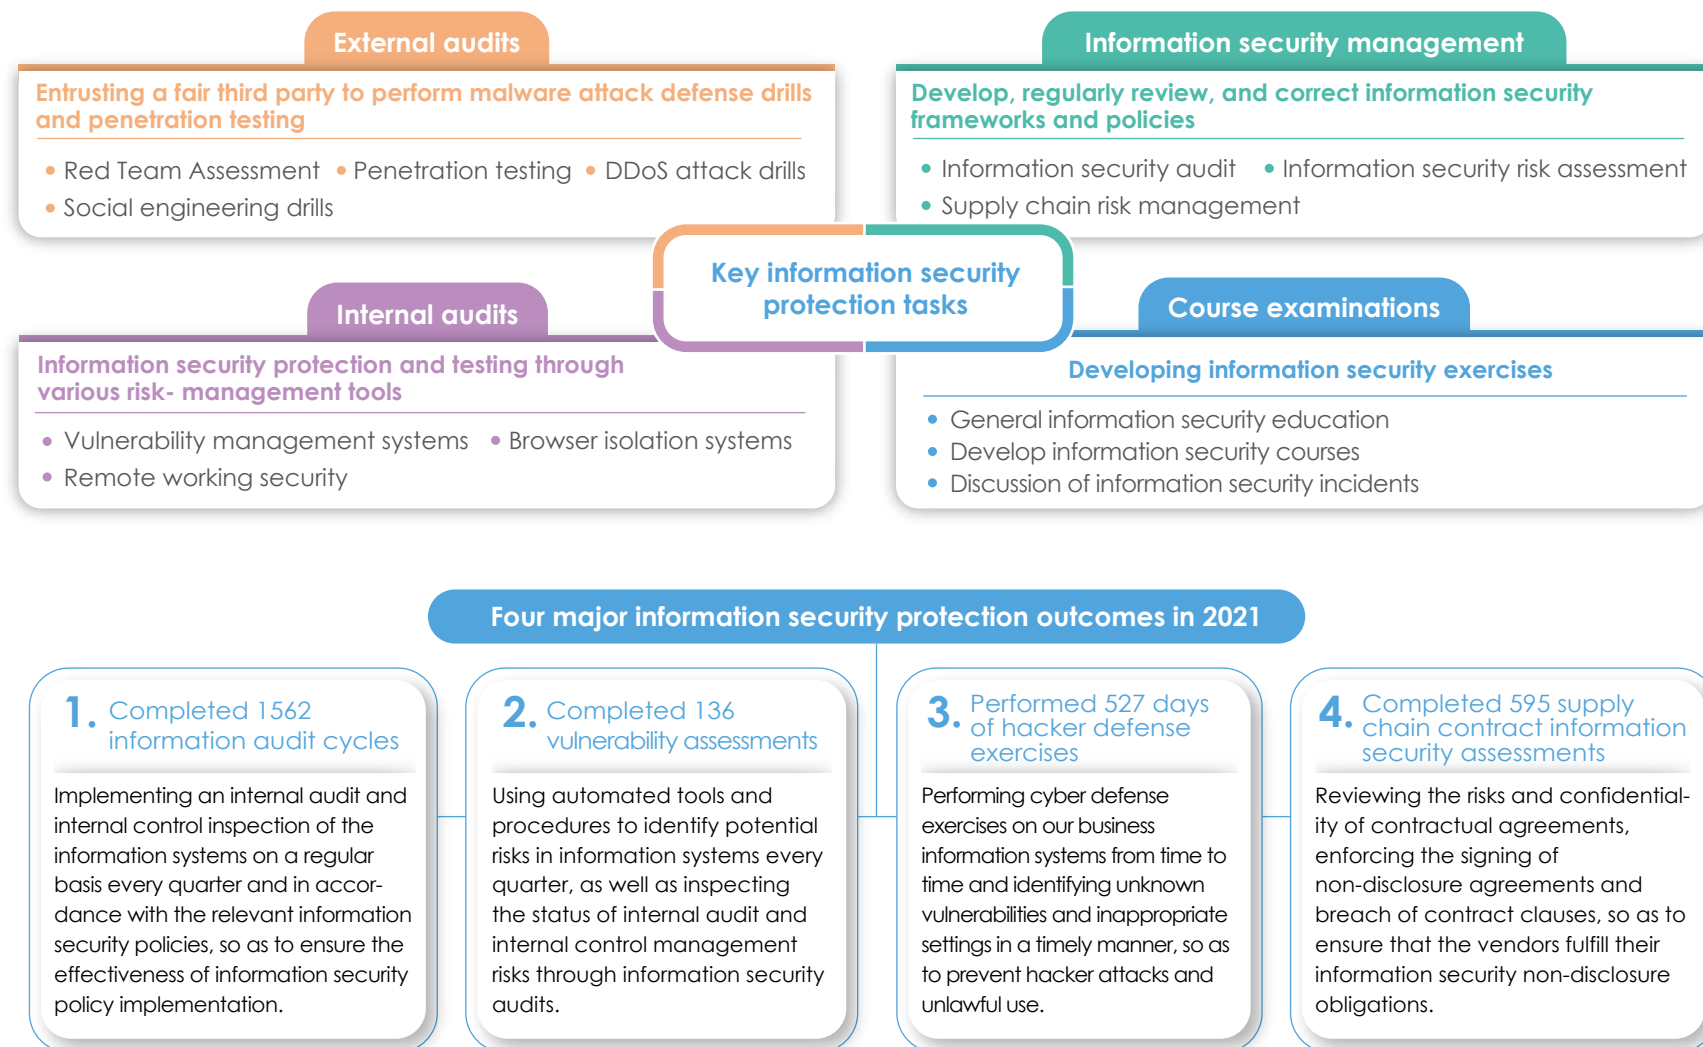 External audits
Entrusting a fair third party to perform malware attack defense drills
and penetration testing
• Red Team Assessment • Penetration testing • DDoS attack drills
• Social engineering drills
Information security management
Develop, regularly review, and correct information security
frameworks and policies
• Information security audit • Information security risk assessment
• Supply chain risk management
Key information security
protection tasks
Internal audits
Information security protection and testing through
various risk- management tools
• Vulnerability management systems • Browser isolation systems
• Remote working security
Course examinations
Developing information security exercises
• General information security education
• Develop information security courses
• Discussion of information security incidents
Four major information security protection outcomes in 2021
1. Completed 1562
information audit cycles
Implementing an internal audit and
internal control inspection of the
information systems on a regular
basis every quarter and in accor-
dance with the relevant information
security policies, so as to ensure the
effectiveness of information security
policy implementation.
2. Completed 136
vulnerability assessments
Using automated tools and
procedures to identify potential
risks in information systems every
quarter, as well as inspecting
the status of internal audit and
internal control management
risks through information security
audits.
3. Performed 527 days
of hacker defense
exercises
Performing cyber defense
exercises on our business
information systems from time to
time and identifying unknown
vulnerabilities and inappropriate
settings in a timely manner, so as
to prevent hacker attacks and
unlawful use.
4. Completed 595 supply
chain contract information
security assessments
Reviewing the risks and confidential-
ity of contractual agreements,
enforcing the signing of
non-disclosure agreements and
breach of contract clauses, so as to
ensure that the vendors fulfill their
information security non-disclosure
obligations.